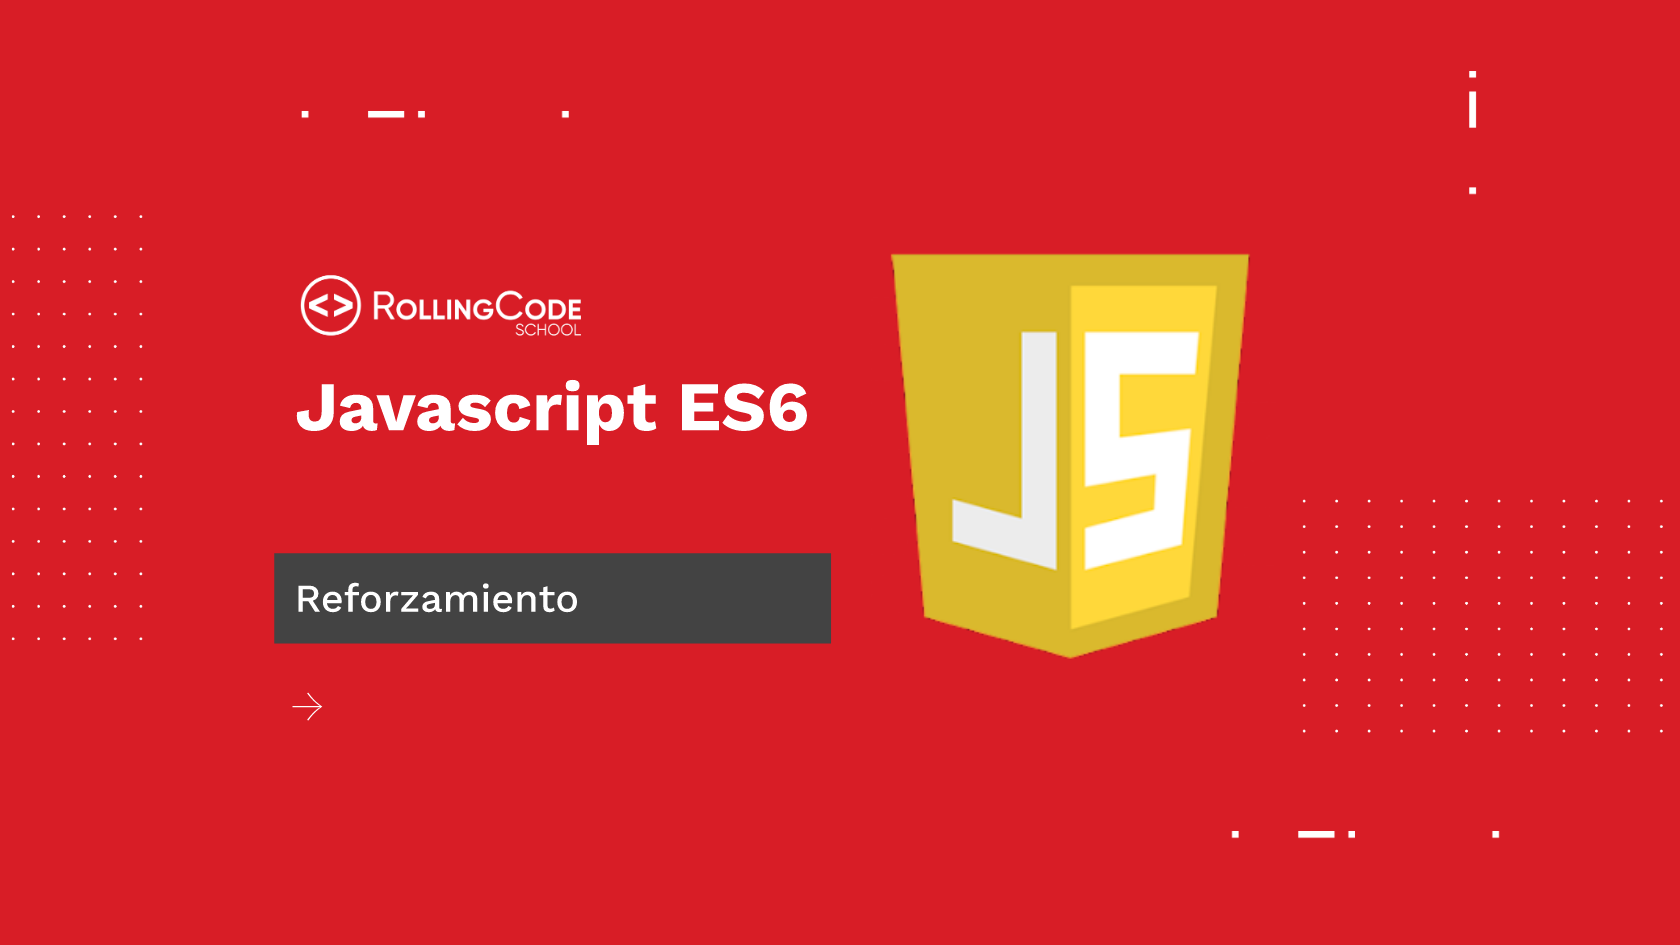 <> ROLLINGCODE
SCHOOL
Javascript ES6
Reforzamiento
JS